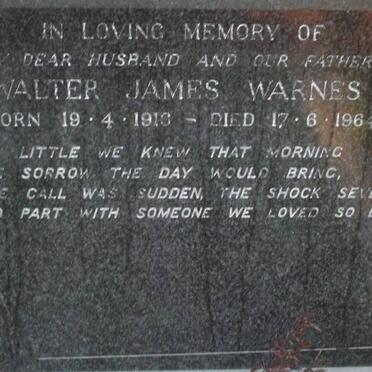 IN LOVING MEMORY OF
Y DEAR HUSBAND AND OUR FATHER
WALTER JAMES WARNES
ORN 19·4·1918 – DIED 17·6·1964
LITTLE WE KNEW THAT MORNING
SORROW THE DAY WOULD BRING,
E CALL WAS SUDDEN, THE SHOCK SEVE
O PART WITH SOMEONE WE LOVED SO